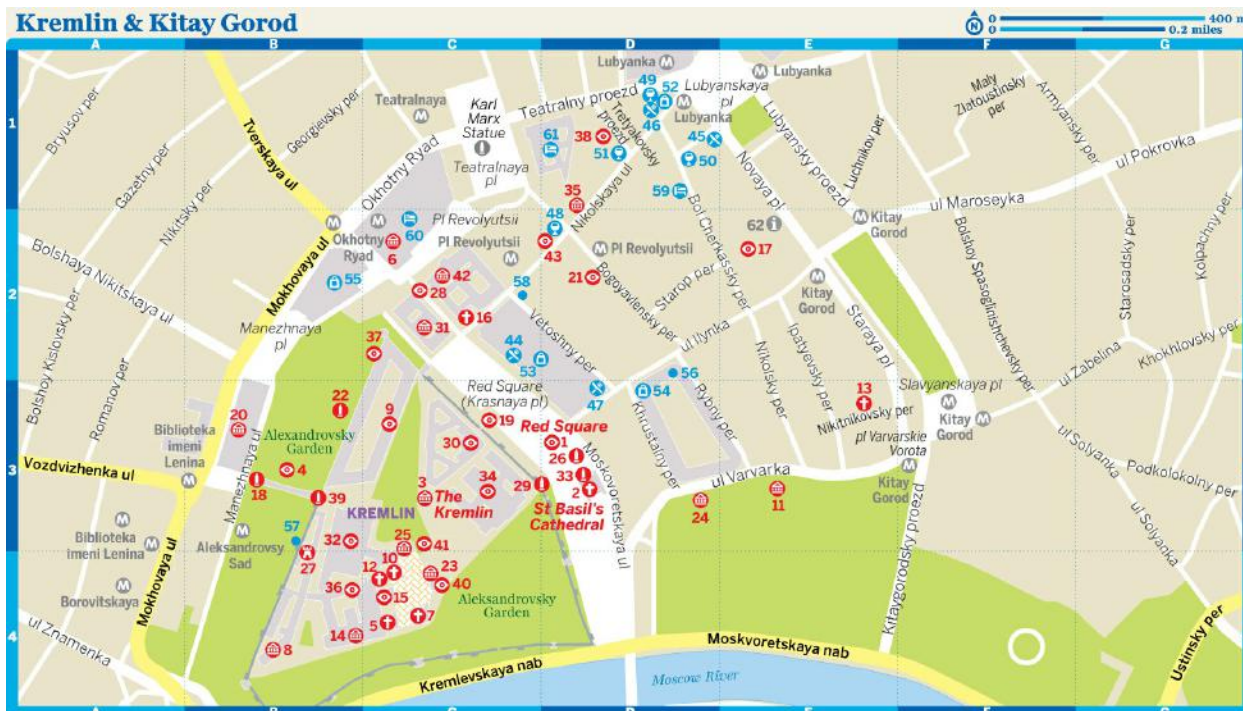 Kremlin & Kitay Gorod
N
0 400 m
0 0.2 miles
A B C D E F G
1
2
3
4
Bryusov per
Gazetny per
Nikitsky per
Tverskaya ul
Georgievsky per
Teatralnaya
M
Karl
Marx
Statue
Teatralnaya
pl
Okhotny Ryad
Teatralny proezd
Lubyanka M
49
52
46
Lubyanskaya
pl
M
Lubyanka
M Lubyanka
Tretyakovsky
proezd
61
38
51
45
50
59
35
Nikolskaya ul
Novaya pl
Lubyansky proezd
Luchnikov per
Maly
Zlatoustinsky
per
Armyansky per
ul Pokrovka
ul Maroseyka
Bol Cherkassky per
62
M Kitay
Gorod
17
M
Okhotny
Ryad
M
60
6
Pl Revolyutsii
Pl Revolyutsii
M
48
43
M Pl Revolyutsii
21
Bogoyavlensky per
Starop per
M
Kitay
Gorod
Bolshaya Nikitskaya ul
Mokhovaya ul
55
42
28
58
16
31
Vetoshny per
ul Ilynka
Staraya pl
Ipatyevsky per
Nikolsky per
Bolshoy Spasoglinishchevsky per
Starosadsky per
Kolpachny per
Khokhlovsky per
ul Zabelina
Manezhnaya
pl
37
44
53
47
54
56
Rybny per
Khrustalny per
13
Nikitnikovsky per
Slavyanskaya pl
M
Kitay
Gorod
M
pl Varvarskie
Vorota
M
Kitay
Gorod
Bolshoy Kislovsky per
Romanov per
22
20
9
Red Square
(Krasnaya pl)
19
Red Square
1
30
26
33
2
29
St Basil's
Cathedral
34
3
The
Kremlin
KREMLIN
Alexandrovsky
Garden
4
18
39
Manezhnaya ul
Biblioteka
imeni
Lenina
M
Vozdvizhenka ul
Moskvoretskaya ul
ul Varvarka
24
11
ul Solyanka
Podkolokolny per
ul Solyanka
M
Biblioteka
imeni Lenina M
M
Borovitskaya
M
Aleksandrovsy
Sad
57
27
32
25
41
10
12
23
40
36
15
5
7
14
8
Aleksandrovsky
Garden
Mokhovaya ul
ul Znamenka
Kremlevskaya nab
Moskvoretskaya nab
Moscow River
Kitaygorodsky proezd
Ustinsky per
A B C D E F G